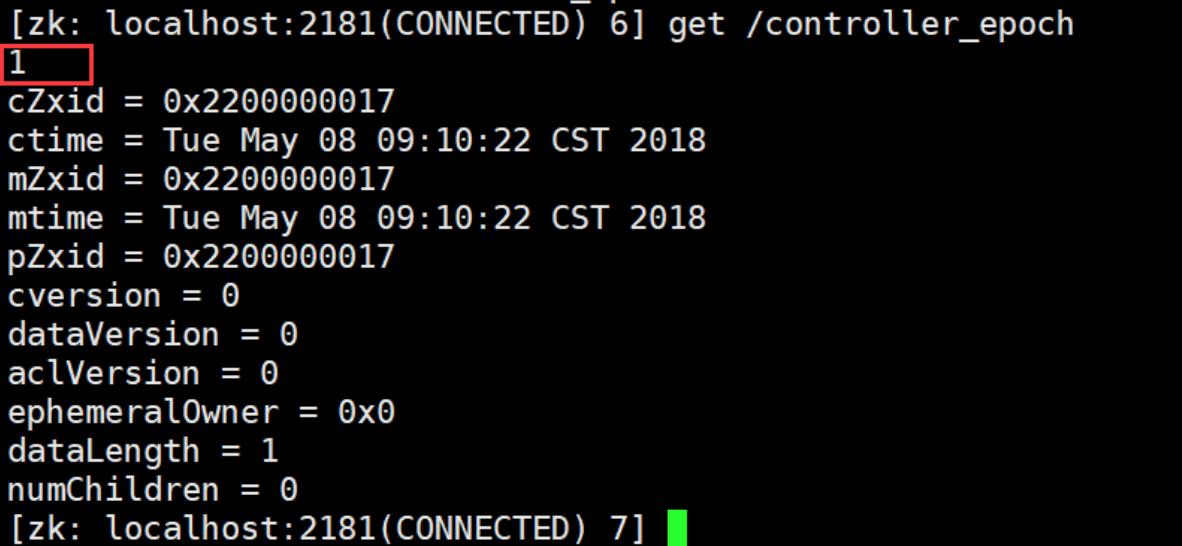 [zk: localhost:2181(CONNECTED) 6] get /controller_epoch
1
cZxid = 0x2200000017
ctime = Tue May 08 09:10:22 CST 2018
mZxid = 0x2200000017
mtime = Tue May 08 09:10:22 CST 2018
pZxid = 0x2200000017
cversion = 0
dataVersion = 0
aclVersion = 0
ephemeralOwner = 0x0
dataLength = 1
numChildren = 0
[zk: localhost:2181(CONNECTED) 7]